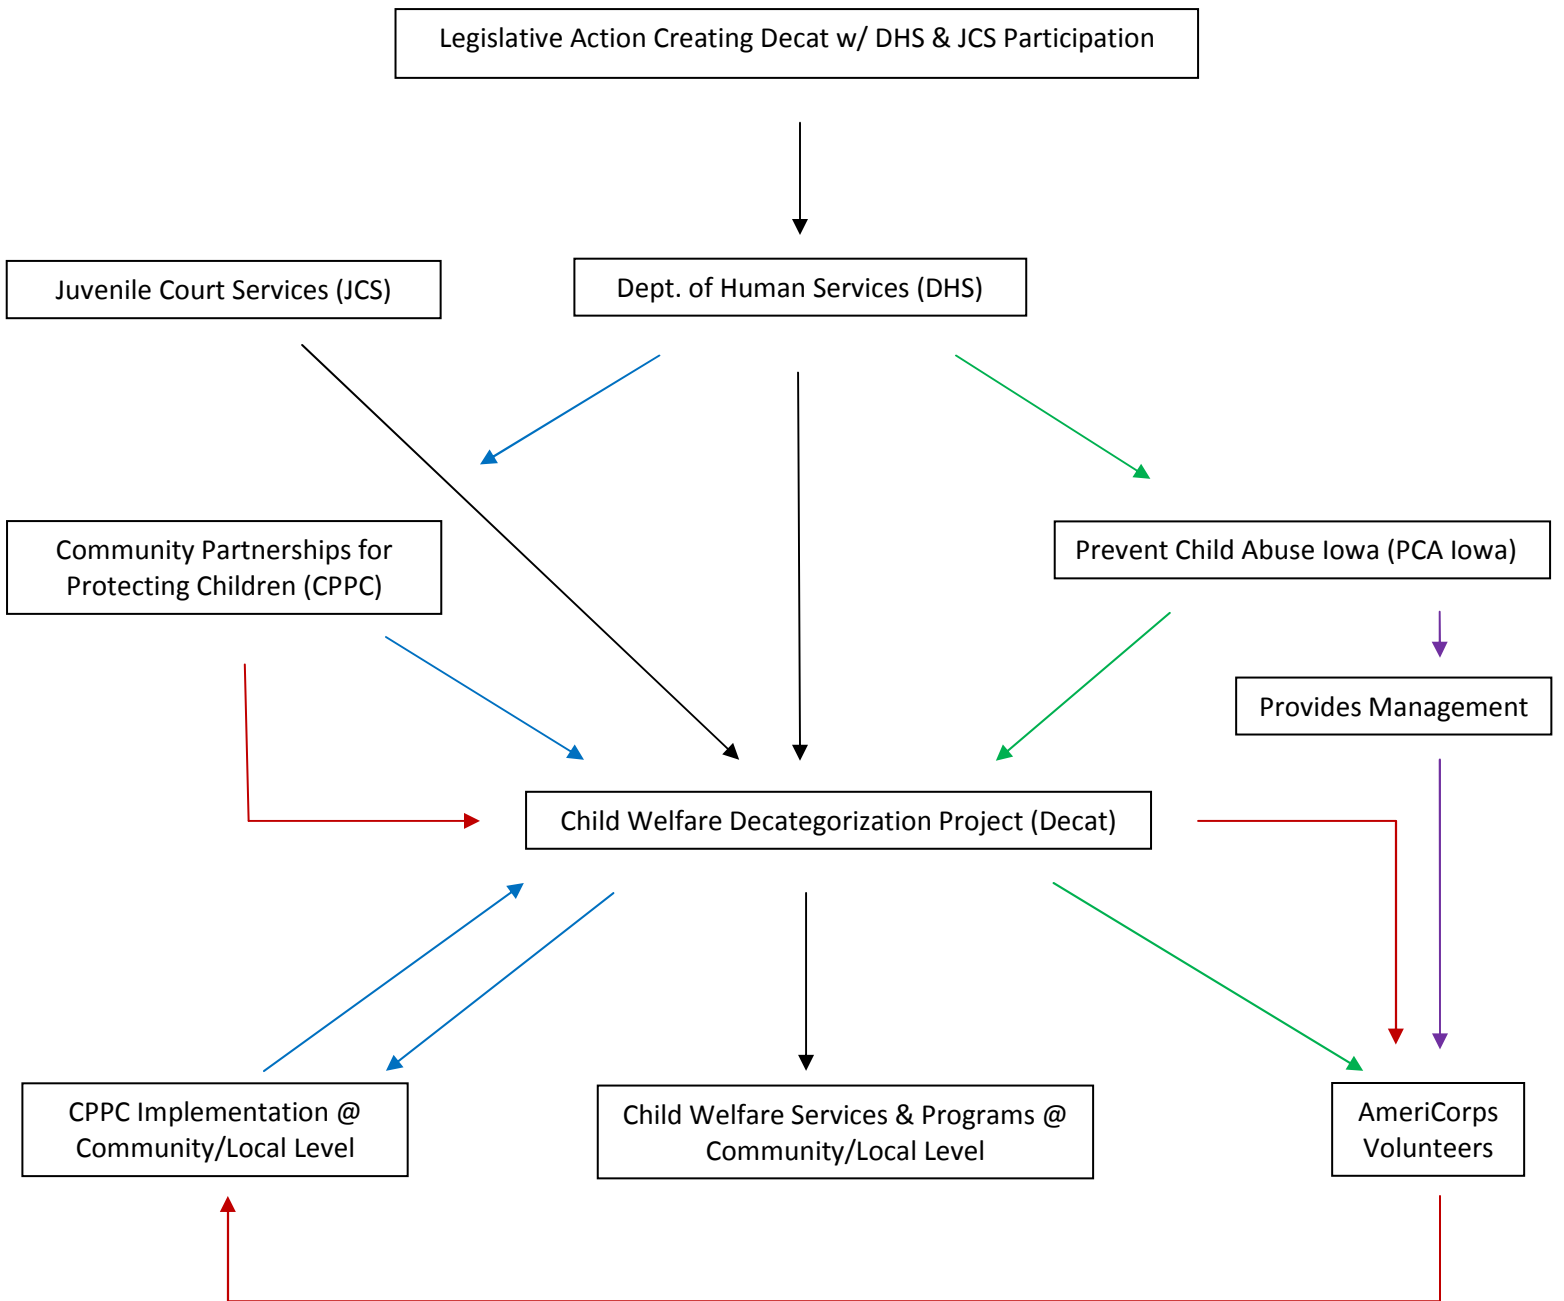 Legislative Action Creating Decat w/ DHS & JCS Participation
Juvenile Court Services (JCS)
Dept. of Human Services (DHS)
Community Partnerships for
Protecting Children (CPPC)
Prevent Child Abuse Iowa (PCA Iowa)
Provides Management
Child Welfare Decategorization Project (Decat)
CPPC Implementation @
Community/Local Level
Child Welfare Services & Programs @
Community/Local Level
AmeriCorps
Volunteers